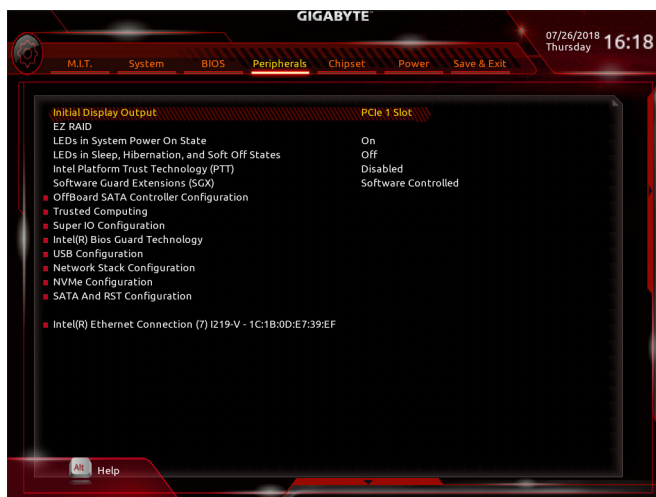 GIGABYTE™
07/26/2018 Thursday 16:18
M.I.T. System BIOS Peripherals Chipset Power Save & Exit
Initial Display Output PCIe 1 Slot
EZ RAID
LEDs in System Power On State On
LEDs in Sleep, Hibernation, and Soft Off States Off
Intel Platform Trust Technology (PTT) Disabled
Software Guard Extensions (SGX) Software Controlled
OffBoard SATA Controller Configuration
Trusted Computing
Super IO Configuration
Intel(R) Bios Guard Technology
USB Configuration
Network Stack Configuration
NVMe Configuration
SATA And RST Configuration
Intel(R) Ethernet Connection (7) I219-V - 1C:1B:0D:E7:39:EF
Alt Help